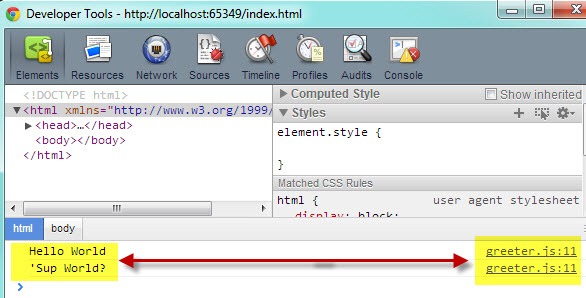 Developer Tools - http://localhost:65349/index.html
Elements Resources Network Sources Timeline Profiles Audits Console
<!DOCTYPE html>
▼<html xmlns="http://www.w3.org/1999/
▶<head>…</head>
<body></body>
</html>
▶ Computed Style Show inherited
▼ Styles
element.style {
}
Matched CSS Rules
html { user agent stylesheet
display: block;
html body
Hello World greeter.js:11
'Sup World? greeter.js:11
>